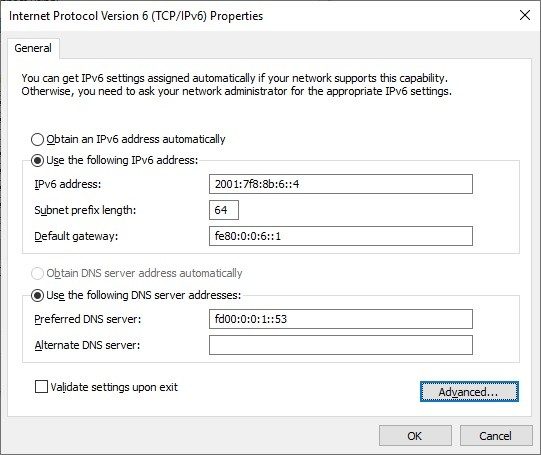 Internet Protocol Version 6 (TCP/IPv6) Properties
General
You can get IPv6 settings assigned automatically if your network supports this capability.
Otherwise, you need to ask your network administrator for the appropriate IPv6 settings.
Obtain an IPv6 address automatically
Use the following IPv6 address:
IPv6 address: 2001:7f8:8b:6::4
Subnet prefix length: 64
Default gateway: fe80:0:0:6::1
Obtain DNS server address automatically
Use the following DNS server addresses:
Preferred DNS server: fd00:0:0:1::53
Alternate DNS server:
Validate settings upon exit
Advanced...
OK Cancel